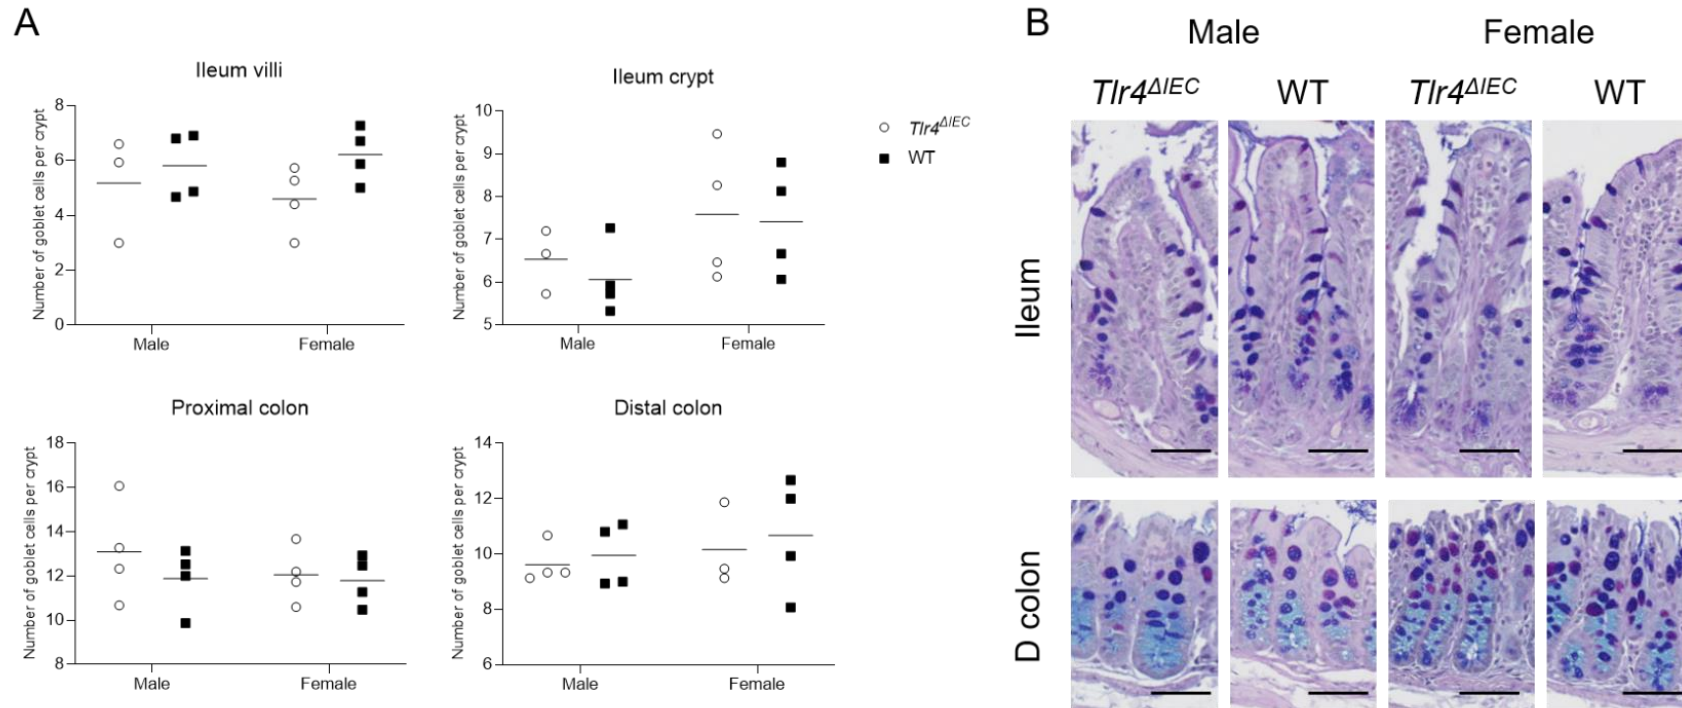 A
Ileum villi
Number of goblet cells per crypt
8
6
4
2
0
Male Female
Ileum crypt
Number of goblet cells per crypt
10
9
8
7
6
5
Male Female
Tlr4ΔIEC
WT
Proximal colon
Number of goblet cells per crypt
18
16
14
12
10
8
Male Female
Distal colon
Number of goblet cells per crypt
14
12
10
8
6
Male Female
B
Male Female
Tlr4ΔIEC WT Tlr4ΔIEC WT
Ileum
D colon